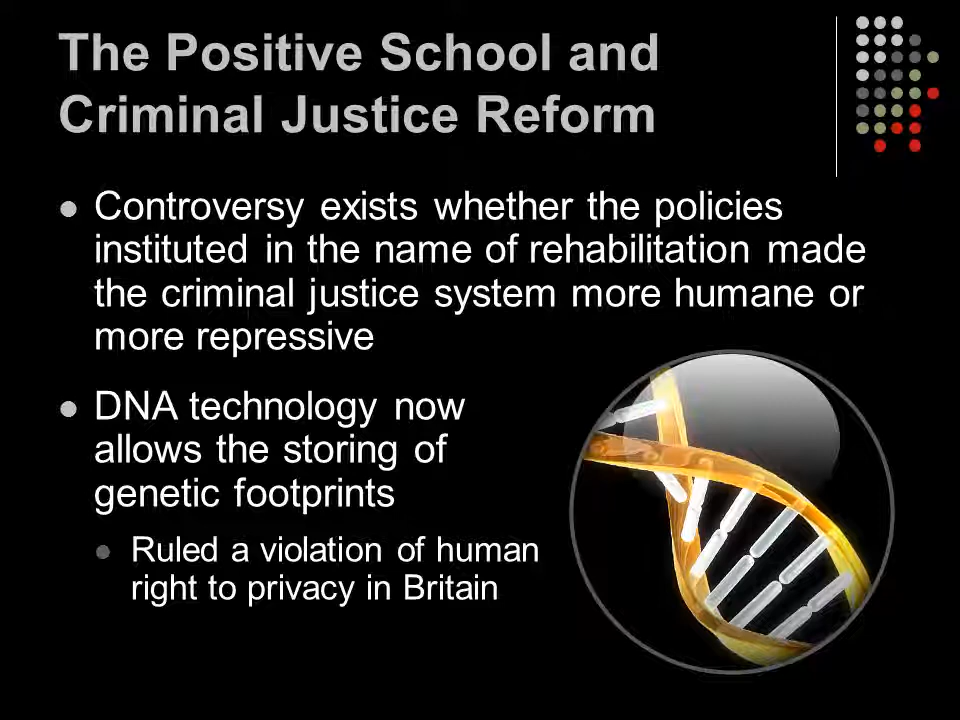 The Positive School and
Criminal Justice Reform
Controversy exists whether the policies
instituted in the name of rehabilitation made
the criminal justice system more humane or
more repressive
DNA technology now
allows the storing of
genetic footprints
Ruled a violation of human
right to privacy in Britain